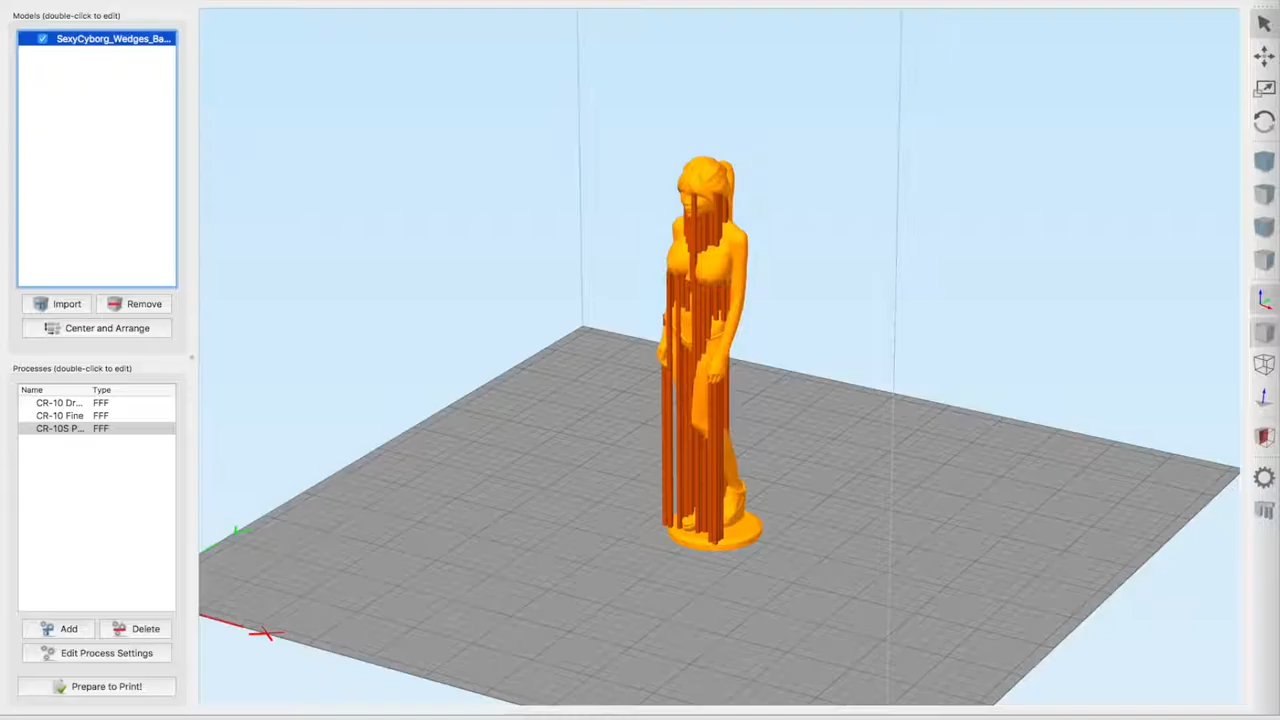 Models (double-click to edit)
SexyCyborg_Wedges_Ba...
Import
Remove
Center and Arrange
Processes (double-click to edit)
Name Type
CR-10 Dr... FFF
CR-10 Fine FFF
CR-10S P... FFF
Add
Delete
Edit Process Settings
Prepare to Print!